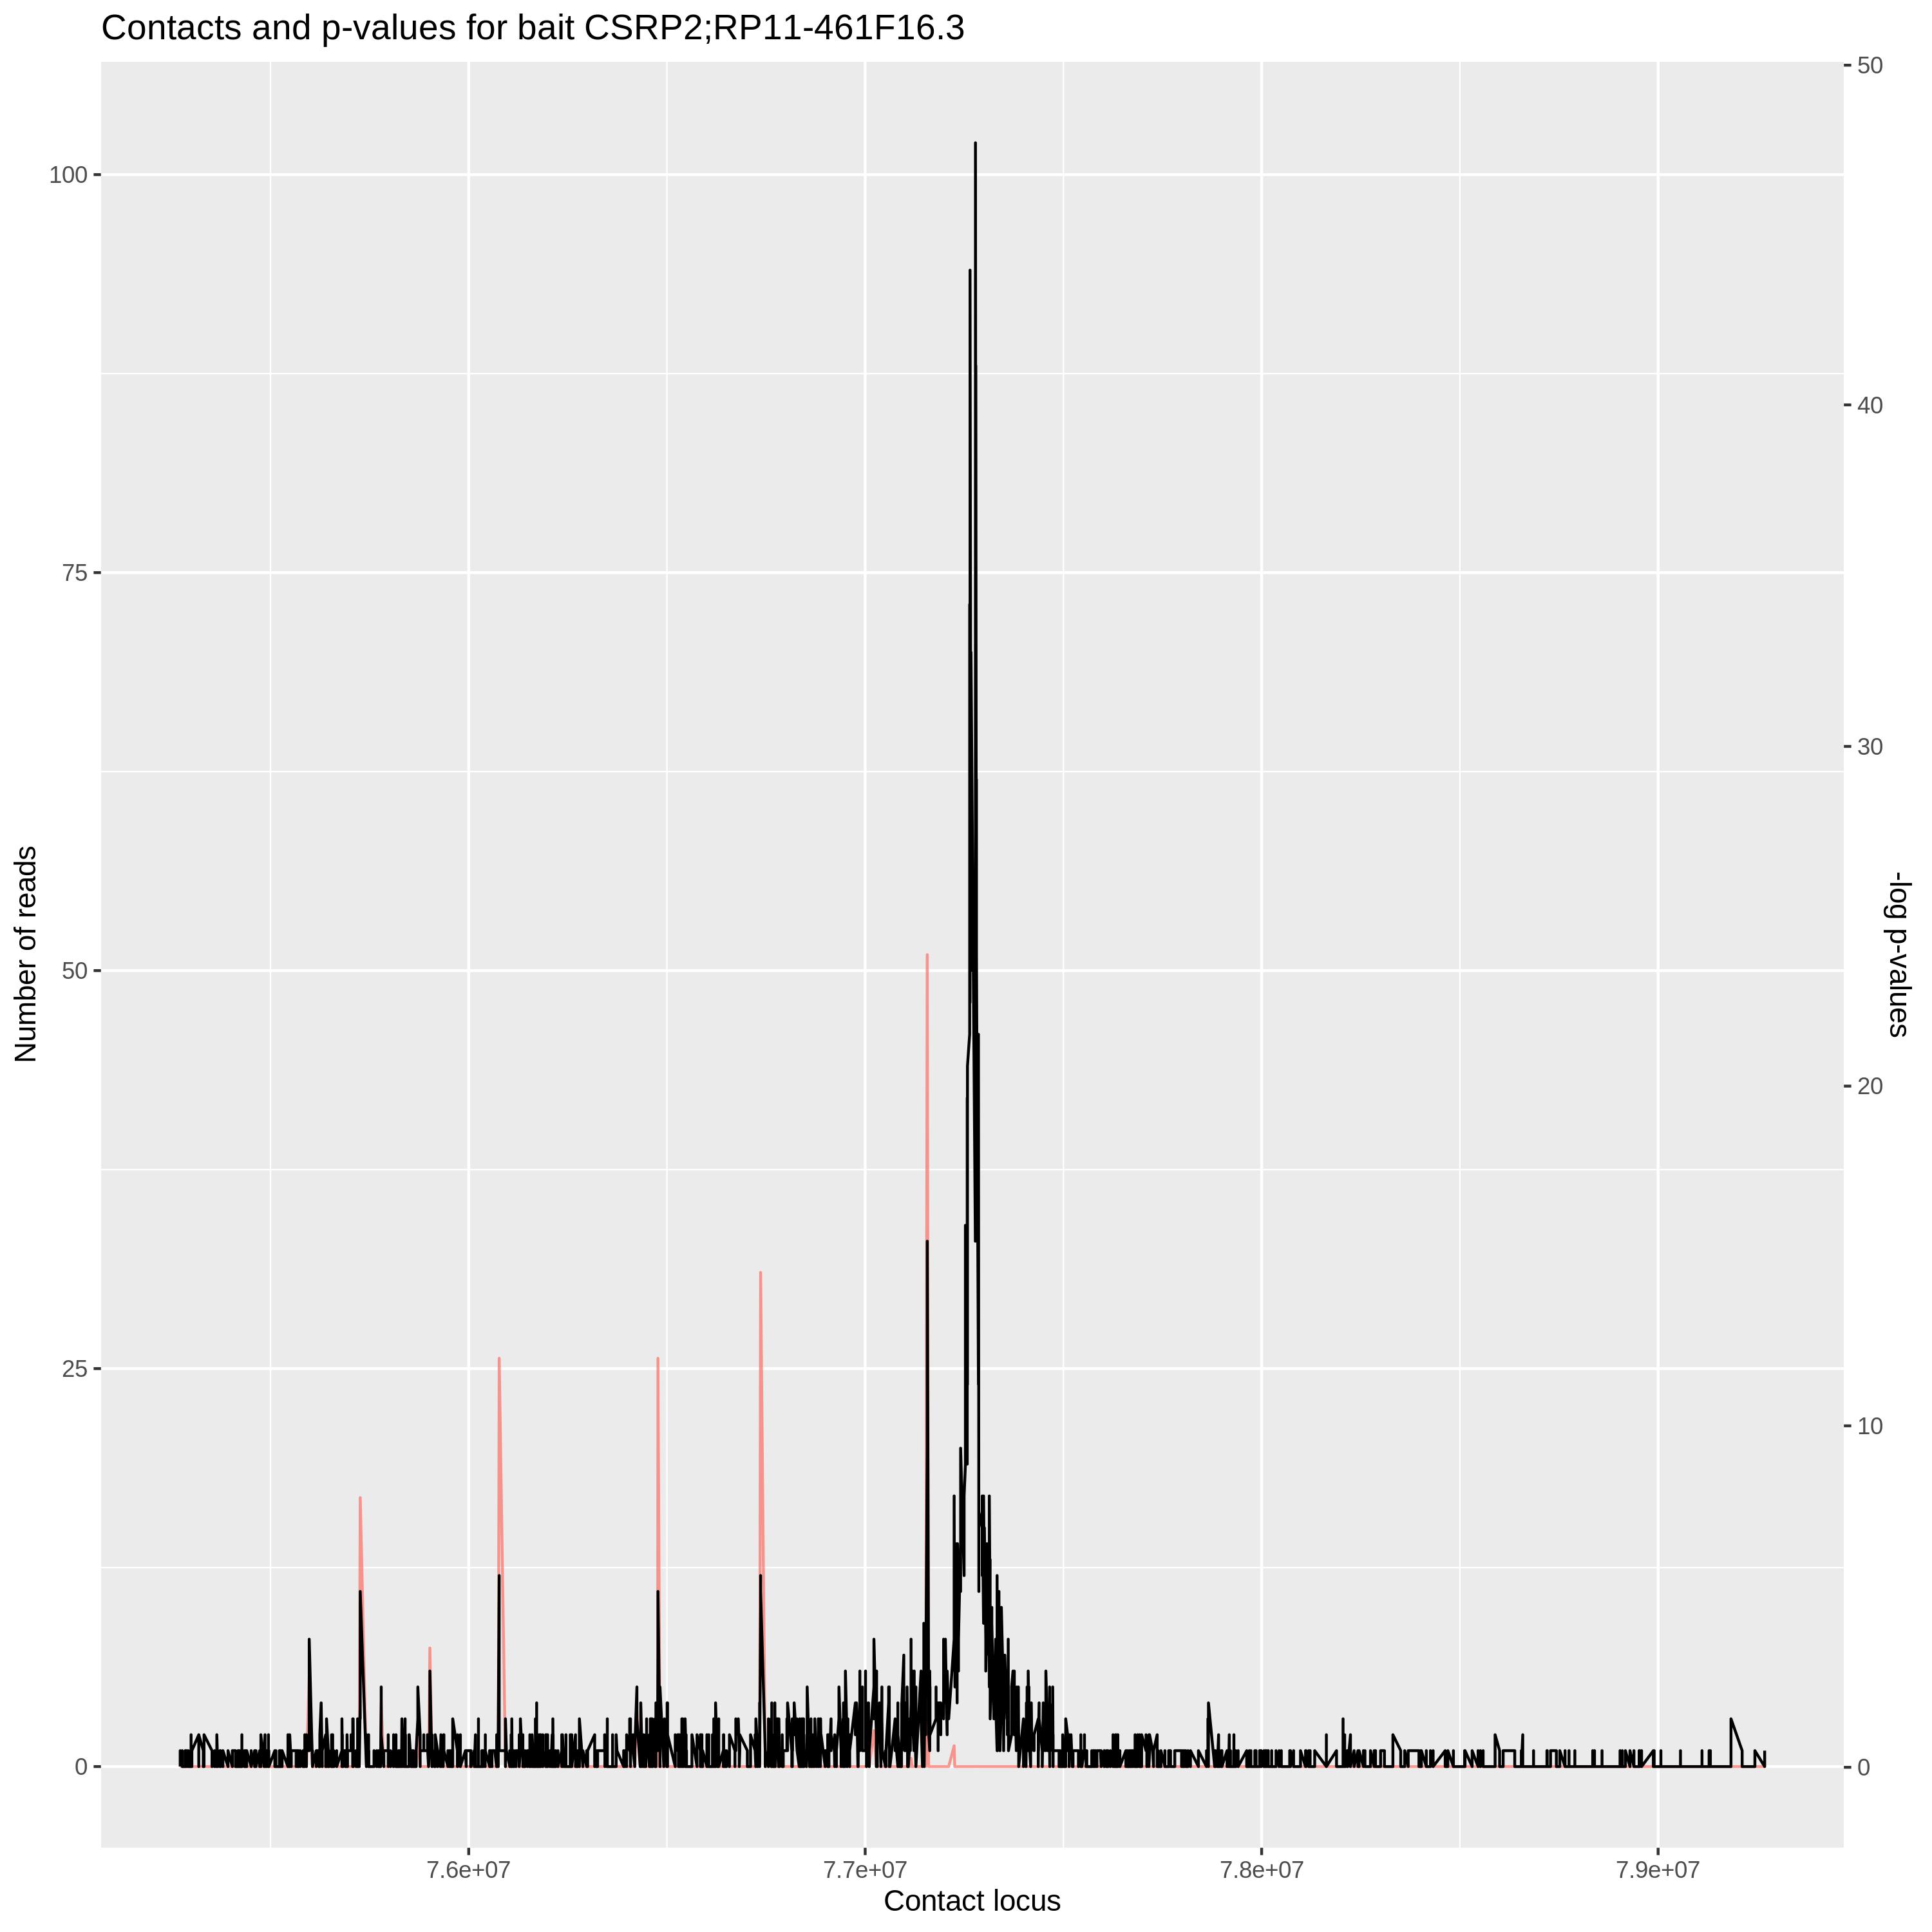 Contacts and p-values for bait CSRP2;RP11-461F16.3
100
75
50
25
0
Number of reads
50
40
30
20
10
0
-log p-values
7.6e+07
7.7e+07
7.8e+07
7.9e+07
Contact locus